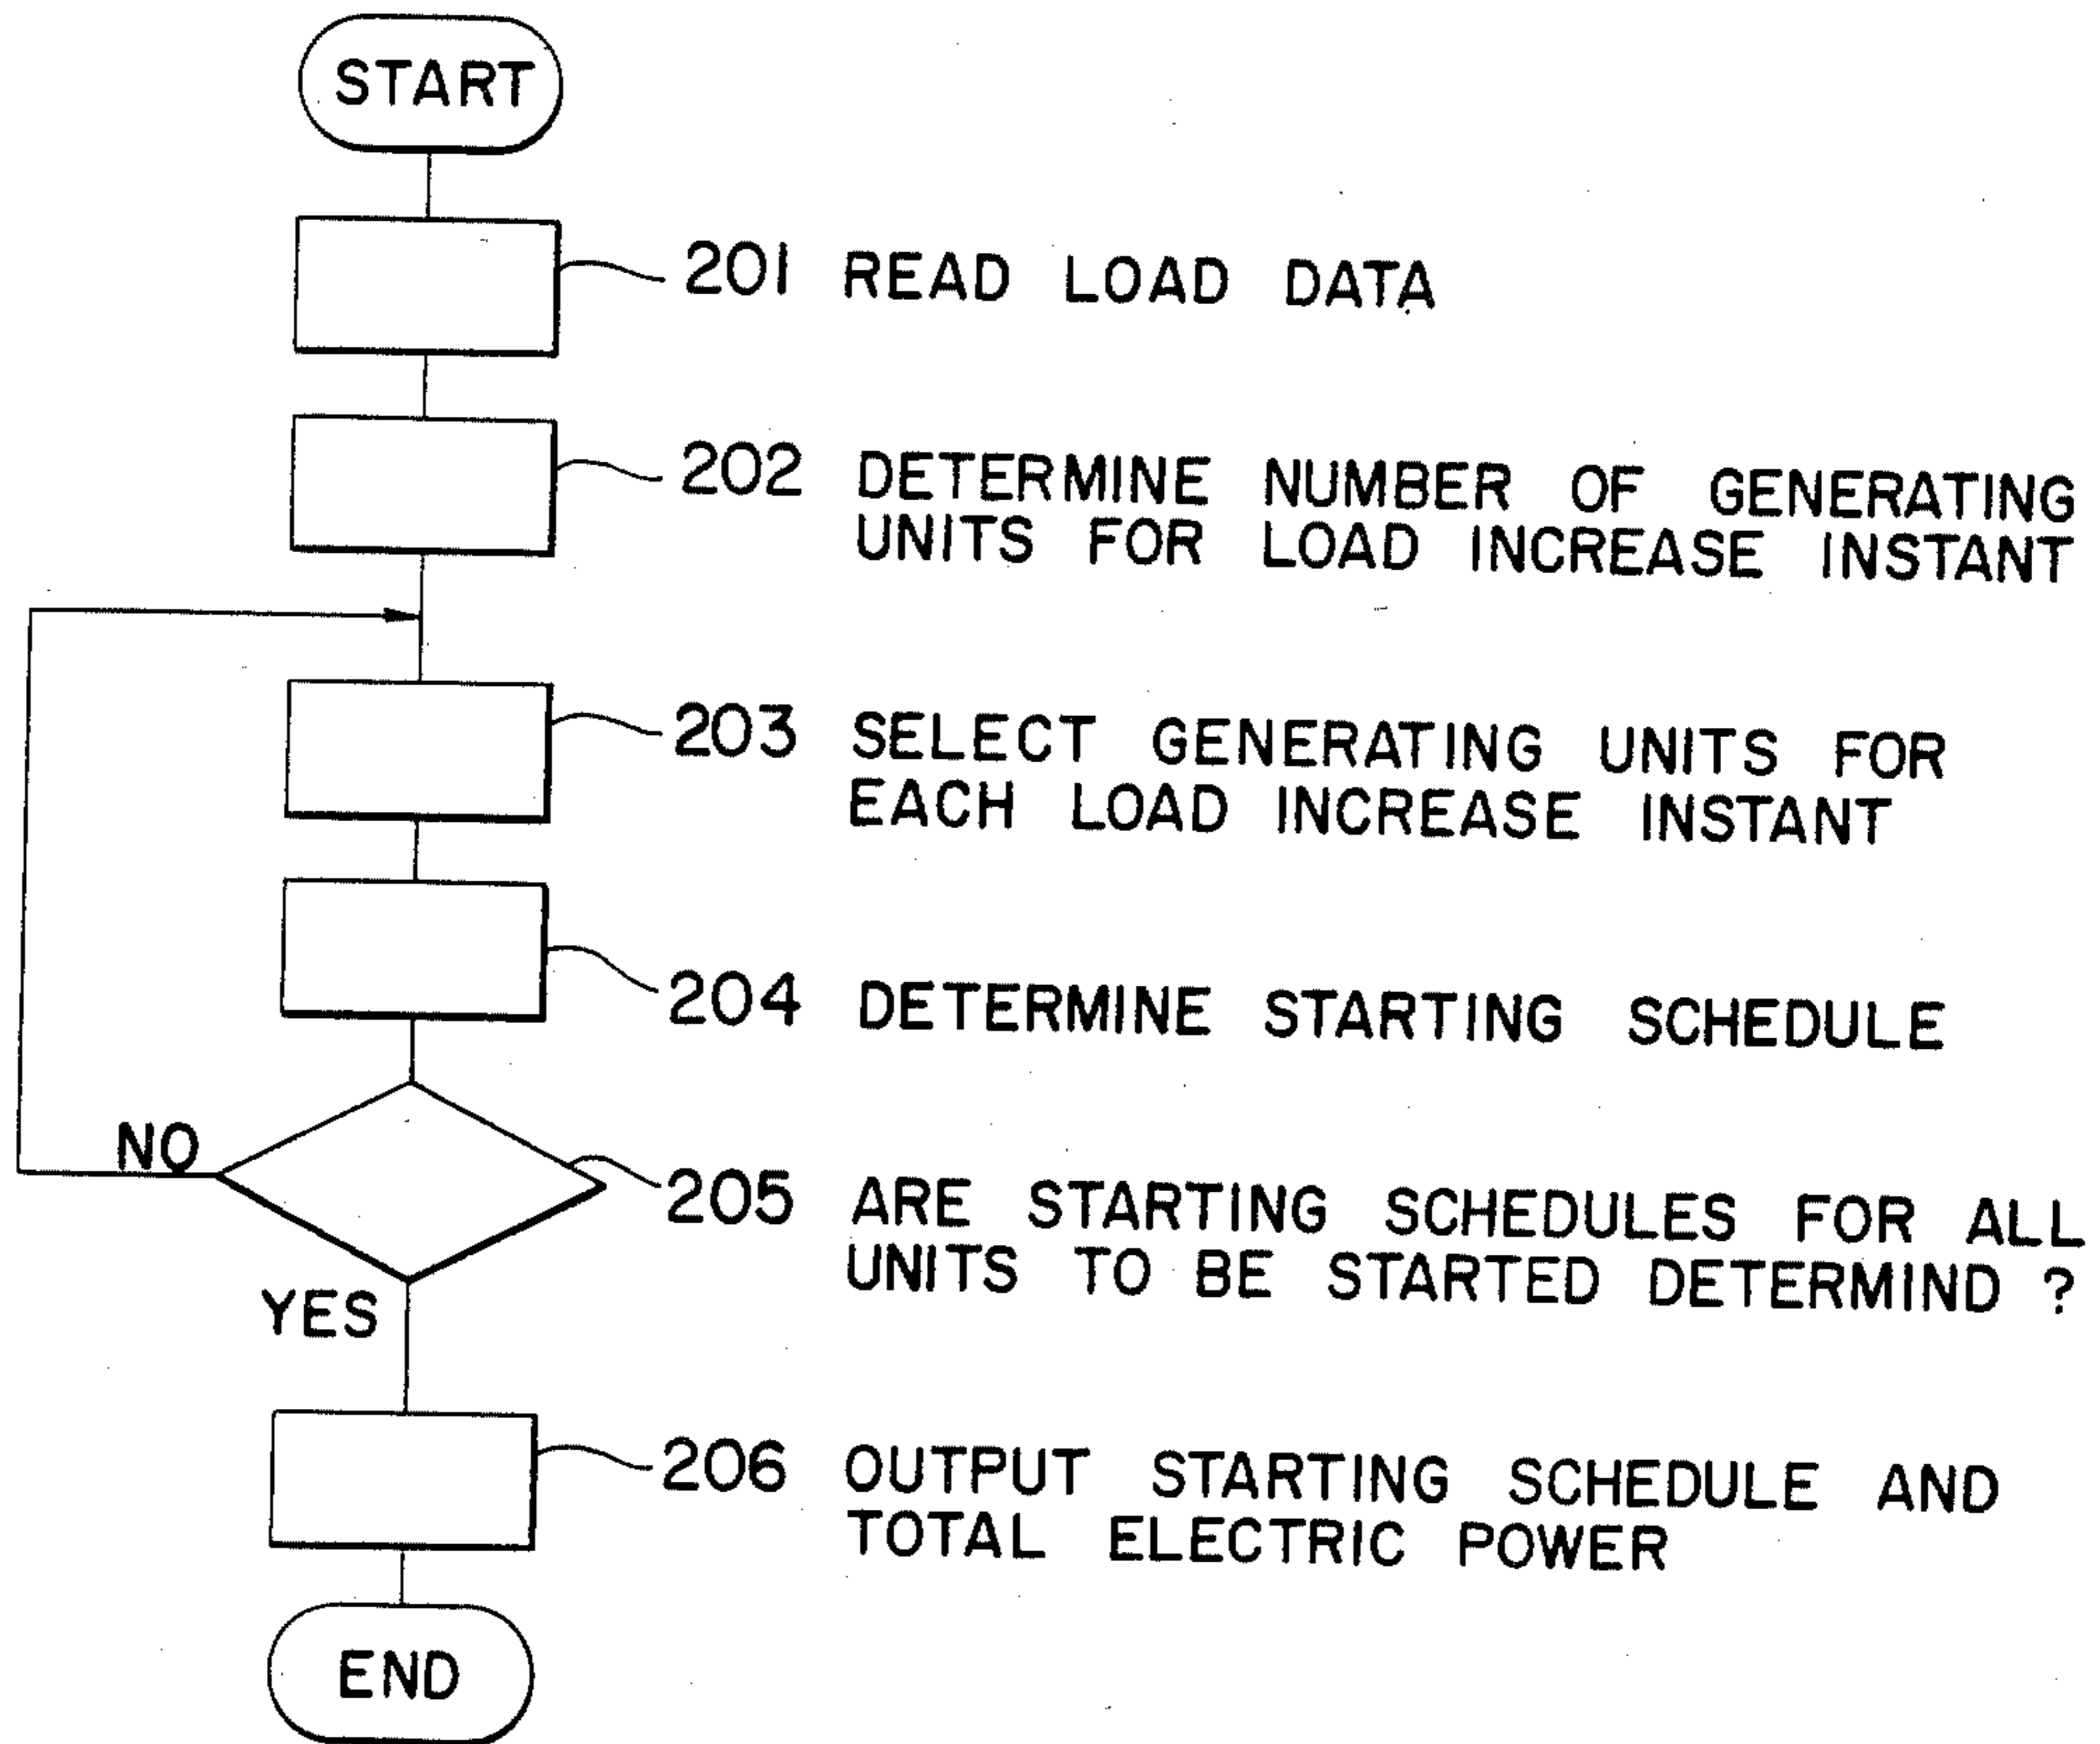 START
201 READ LOAD DATA
202 DETERMINE NUMBER OF GENERATING
UNITS FOR LOAD INCREASE INSTANT
203 SELECT GENERATING UNITS FOR
EACH LOAD INCREASE INSTANT
204 DETERMINE STARTING SCHEDULE
NO
205 ARE STARTING SCHEDULES FOR ALL
UNITS TO BE STARTED DETERMIND ?
YES
206 OUTPUT STARTING SCHEDULE AND
TOTAL ELECTRIC POWER
END